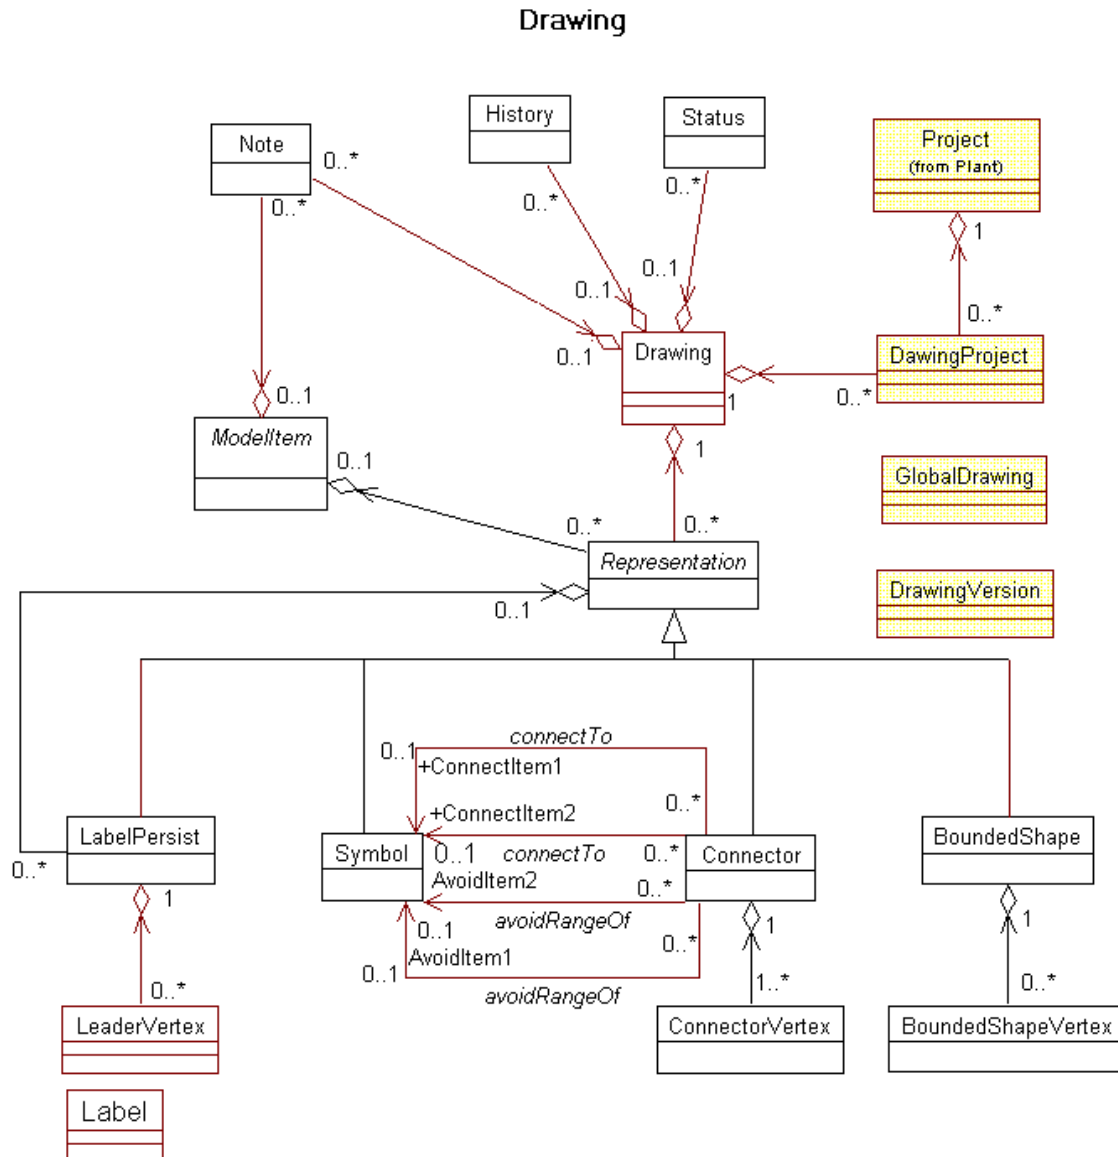 Drawing
History
Status
Note
Project
(from Plant)
0..*
0..*
0..*
0..*
1
0..1
0..1
0..*
Drawing
DawingProject
0..1
0..1
1
0..*
ModelItem
1
0..1
GlobalDrawing
0..*
0..*
Representation
DrawingVersion
0..1
connectTo
0..1
+ConnectItem1
0..*
+ConnectItem2
LabelPersist
Symbol
0..1
connectTo
0..*
Connector
BoundedShape
0..*
AvoidItem2
0..*
1
0..1
avoidRangeOf
0..*
1
1
AvoidItem1
0..1
0..*
avoidRangeOf
1..*
0..*
LeaderVertex
ConnectorVertex
BoundedShapeVertex
Label